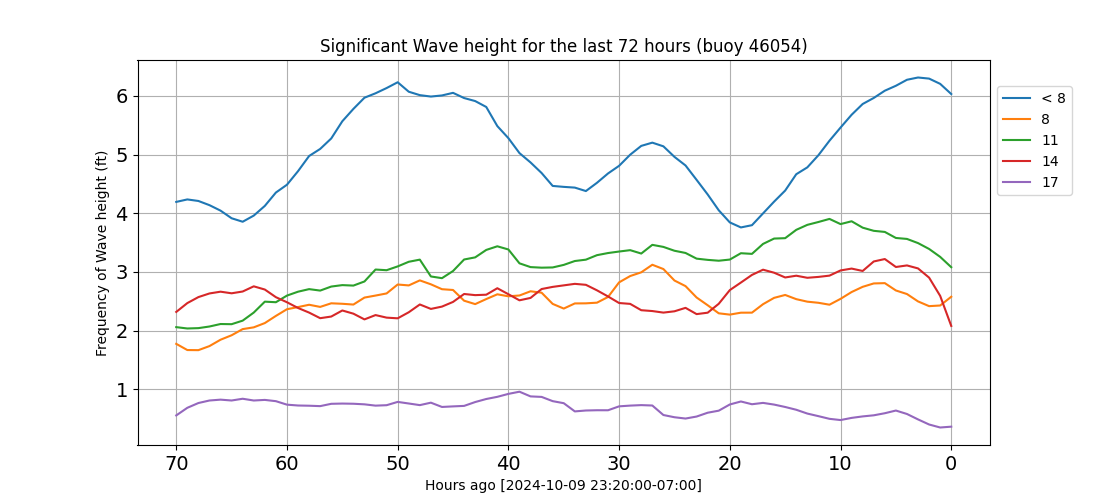 Significant Wave height for the last 72 hours (buoy 46054)
Frequency of Wave height (ft)
6
5
4
3
2
1
70 60 50 40 30 20 10 0
Hours ago [2024-10-09 23:20:00-07:00]
< 8
8
11
14
17